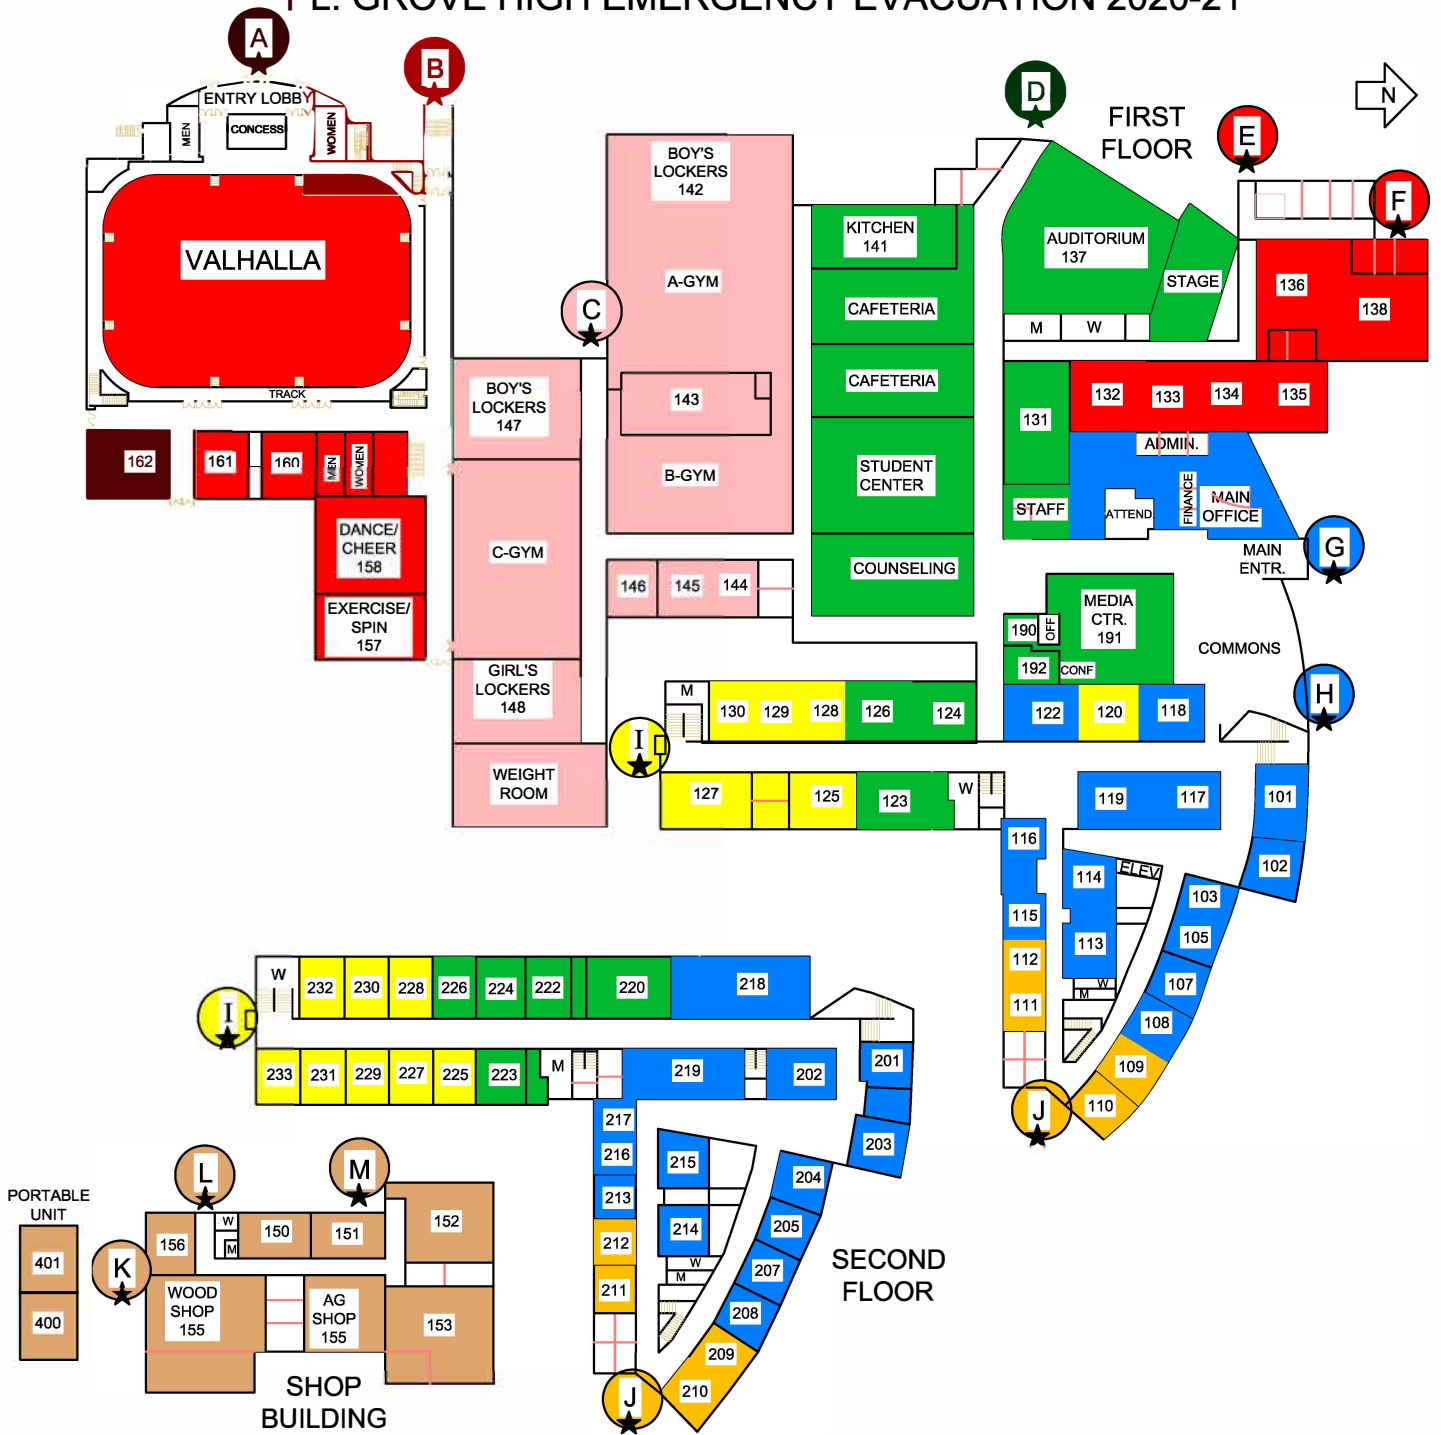 PL. GROVE HIGH EMERGENCY EVACUATION 2020-21
A
B
D
E
F
N
FIRST
FLOOR
ENTRY LOBBY
MEN
CONCESS
WOMEN
VALHALLA
TRACK
162
161
160
MEN
WOMEN
DANCE/
CHEER
158
EXERCISE/
SPIN
157
C
BOY'S
LOCKERS
142
A-GYM
143
B-GYM
BOY'S
LOCKERS
147
C-GYM
GIRL'S
LOCKERS
148
WEIGHT
ROOM
146
145
144
KITCHEN
141
CAFETERIA
CAFETERIA
STUDENT
CENTER
COUNSELING
AUDITORIUM
137
STAGE
M
W
136
138
131
132
133
134
135
ADMIN.
STAFF
ATTEND
FINANCE
MAIN
OFFICE
MAIN
ENTR.
G
MEDIA
CTR.
191
190
OFF
192
CONF
COMMONS
H
M
130
129
128
126
124
122
120
118
I
127
125
123
W
119
117
101
102
116
115
112
111
114
113
ELEV
W
M
103
105
107
108
109
110
J
W
232
230
228
226
224
222
220
218
I
233
231
229
227
225
223
M
219
202
201
203
217
216
213
212
211
215
214
W
M
204
205
207
208
209
210
J
SECOND
FLOOR
L
M
K
PORTABLE
UNIT
401
400
156
W
M
150
151
152
WOOD
SHOP
155
AG
SHOP
155
153
SHOP
BUILDING